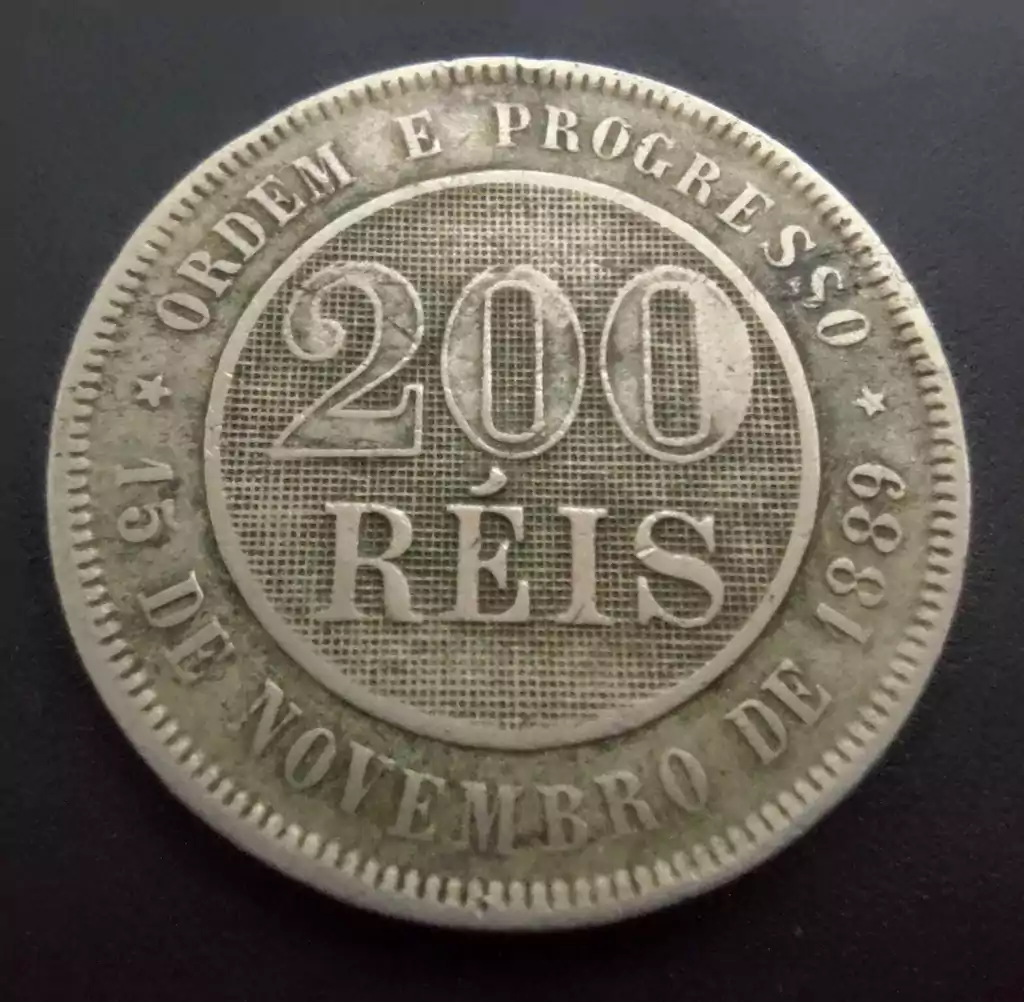 ORDEM E PROGRESSO
200
RÉIS
15 DE NOVEMBRO DE 1889